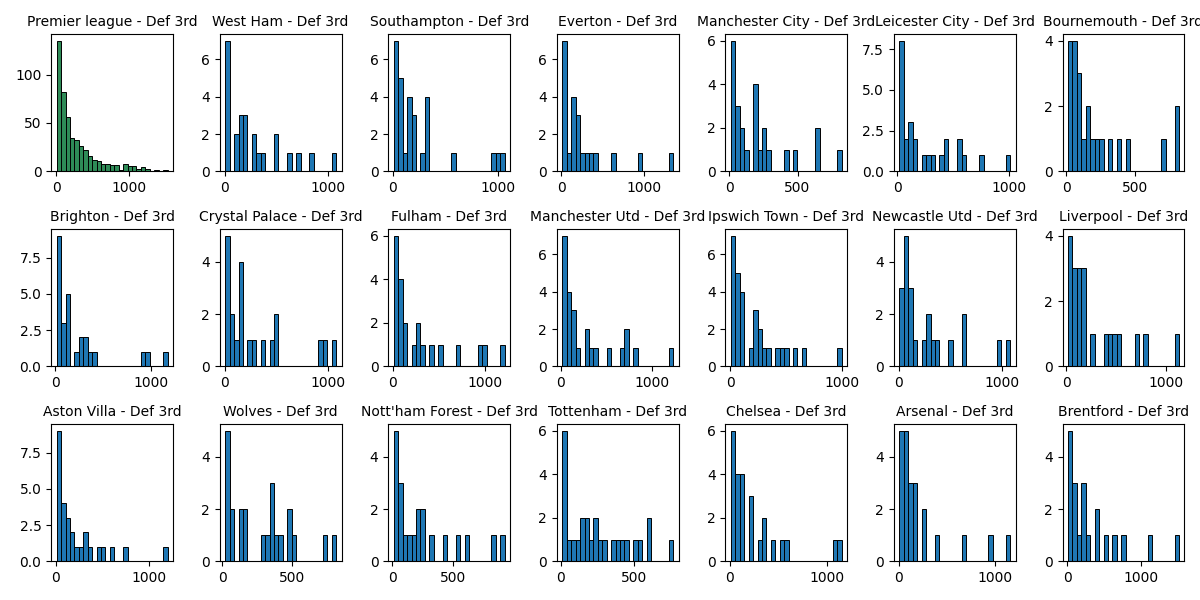 Premier league - Def 3rd West Ham - Def 3rd Southampton - Def 3rd Everton - Def 3rd Manchester City - Def 3rd Leicester City - Def 3rd Bournemouth - Def 3rd
100 50 0 0 1000
6 4 2 0 0 1000
6 4 2 0 0 1000
6 4 2 0 0 1000
6 4 2 0 0 500
7.5 5.0 2.5 0.0 0 1000
4 2 0 0 500
Brighton - Def 3rd Crystal Palace - Def 3rd Fulham - Def 3rd Manchester Utd - Def 3rd Ipswich Town - Def 3rd Newcastle Utd - Def 3rd Liverpool - Def 3rd
7.5 5.0 2.5 0.0 0 1000
4 2 0 0 1000
6 4 2 0 0 1000
6 4 2 0 0 1000
6 4 2 0 0 1000
4 2 0 0 1000
4 2 0 0 1000
Aston Villa - Def 3rd Wolves - Def 3rd Nott'ham Forest - Def 3rd Tottenham - Def 3rd Chelsea - Def 3rd Arsenal - Def 3rd Brentford - Def 3rd
7.5 5.0 2.5 0.0 0 1000
4 2 0 0 500
4 2 0 0 500
6 4 2 0 0 500
6 4 2 0 0 1000
4 2 0 0 1000
4 2 0 0 1000